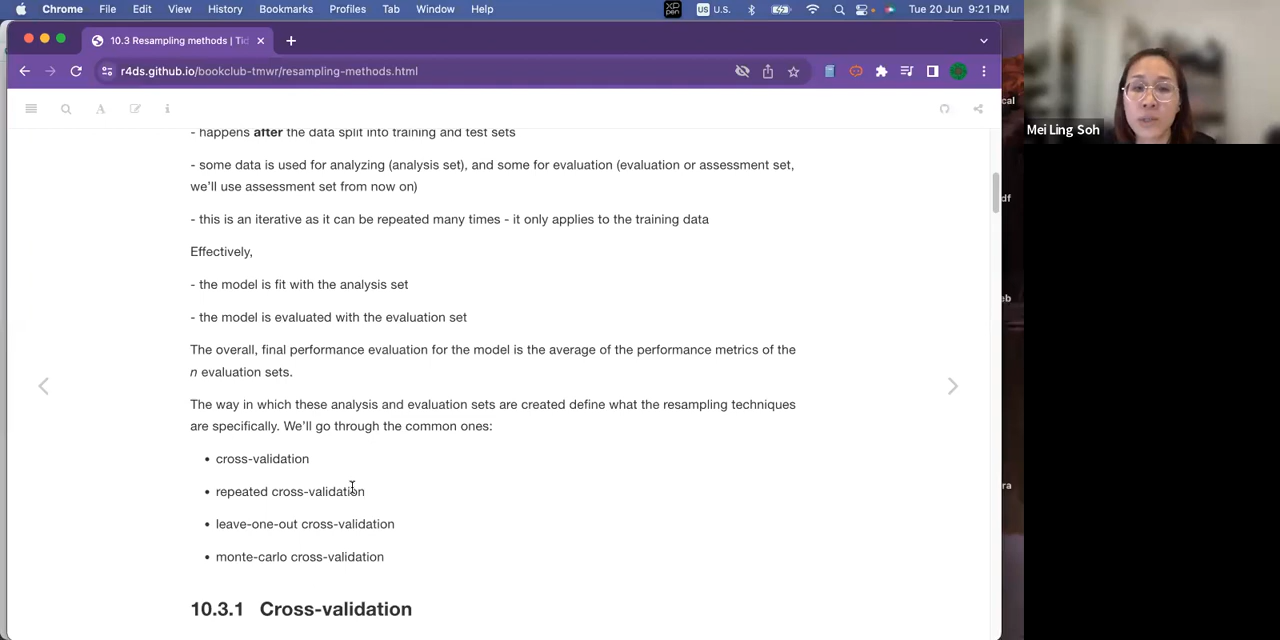 Chrome File Edit View History Bookmarks Profiles Tab Window Help
XP PEN
US U.S.
Tue 20 Jun 9:21 PM
10.3 Resampling methods | Tid
r4ds.github.io/bookclub-tmwr/resampling-methods.html
- happens after the data split into training and test sets
- some data is used for analyzing (analysis set), and some for evaluation (evaluation or assessment set,
we'll use assessment set from now on)
- this is an iterative as it can be repeated many times - it only applies to the training data
Effectively,
- the model is fit with the analysis set
- the model is evaluated with the evaluation set
The overall, final performance evaluation for the model is the average of the performance metrics of the
n evaluation sets.
The way in which these analysis and evaluation sets are created define what the resampling techniques
are specifically. We'll go through the common ones:
• cross-validation
• repeated cross-validation
• leave-one-out cross-validation
• monte-carlo cross-validation
10.3.1 Cross-validation
cal
df
eb
ra
Mei Ling Soh